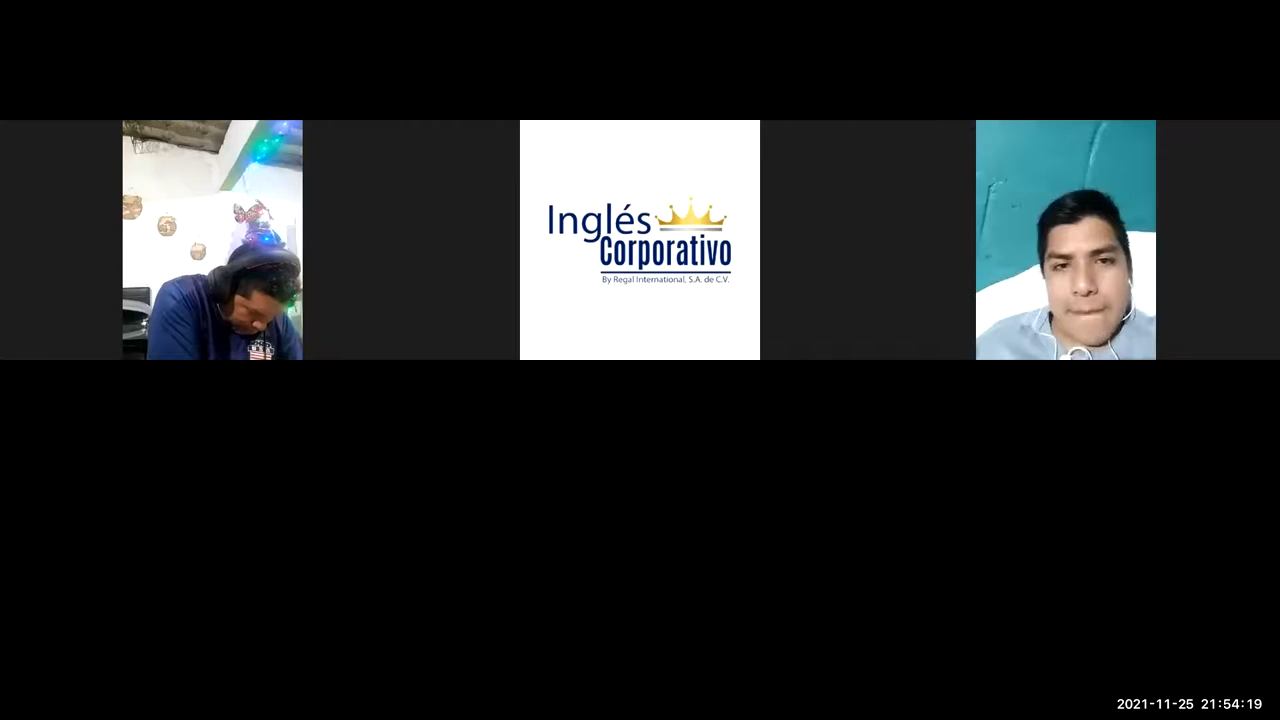 Inglés
Corporativo
By Regal International, S.A. de C.V.
2021-11-25 21:54:19